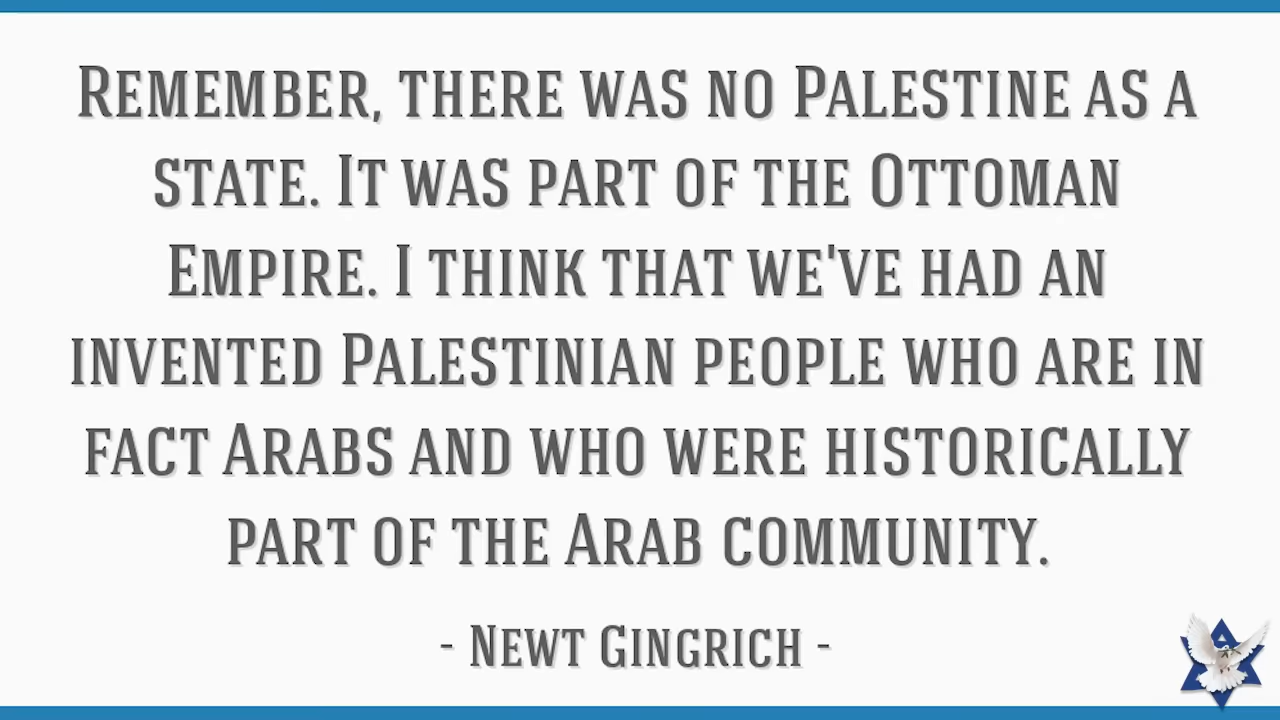 Remember, there was no Palestine as a
state. It was part of the Ottoman
Empire. I think that we've had an
invented Palestinian people who are in
fact Arabs and who were historically
part of the Arab community.
- Newt Gingrich -